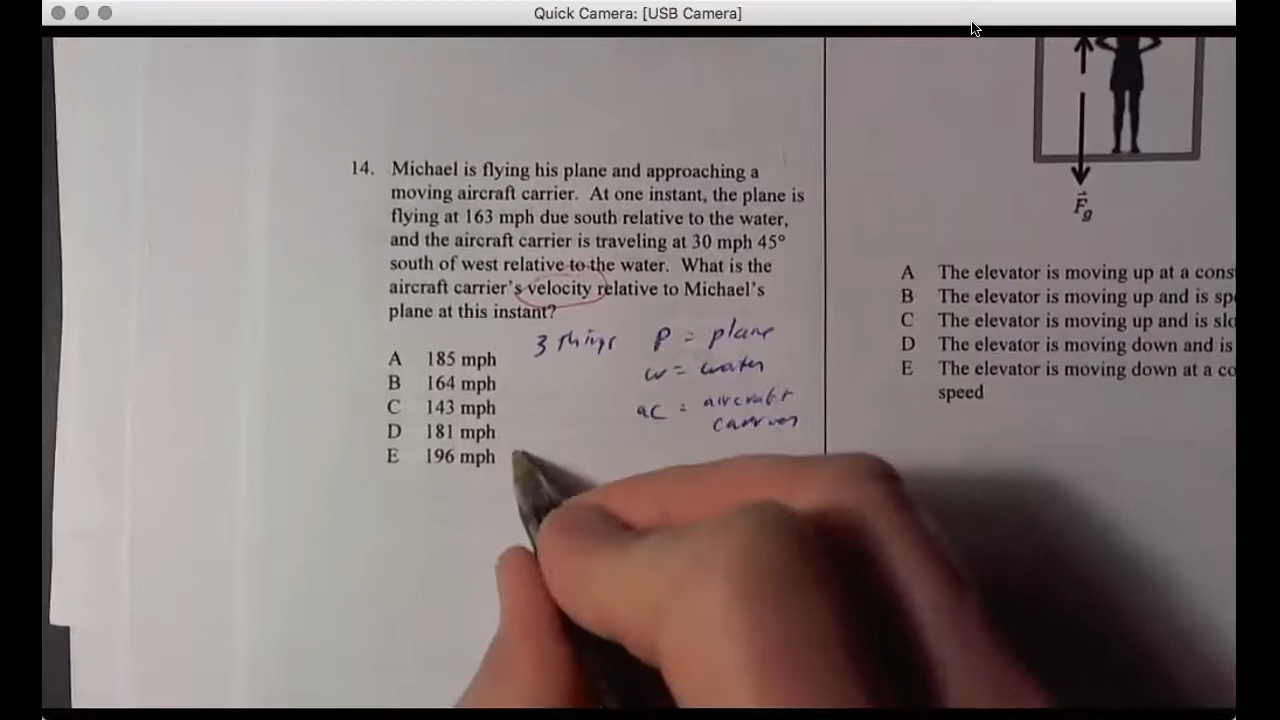 Quick Camera: [USB Camera]
14. Michael is flying his plane and approaching a
moving aircraft carrier. At one instant, the plane is
flying at 163 mph due south relative to the water,
and the aircraft carrier is traveling at 30 mph 45°
south of west relative to the water. What is the
aircraft carrier's velocity relative to Michael's
plane at this instant?
A 185 mph
B 164 mph
C 143 mph
D 181 mph
E 196 mph
3 things P = plane
w = water
ac = aircraft
carrier
F⃗g
A The elevator is moving up at a cons
B The elevator is moving up and is sp
C The elevator is moving up and is slo
D The elevator is moving down and is
E The elevator is moving down at a co
speed